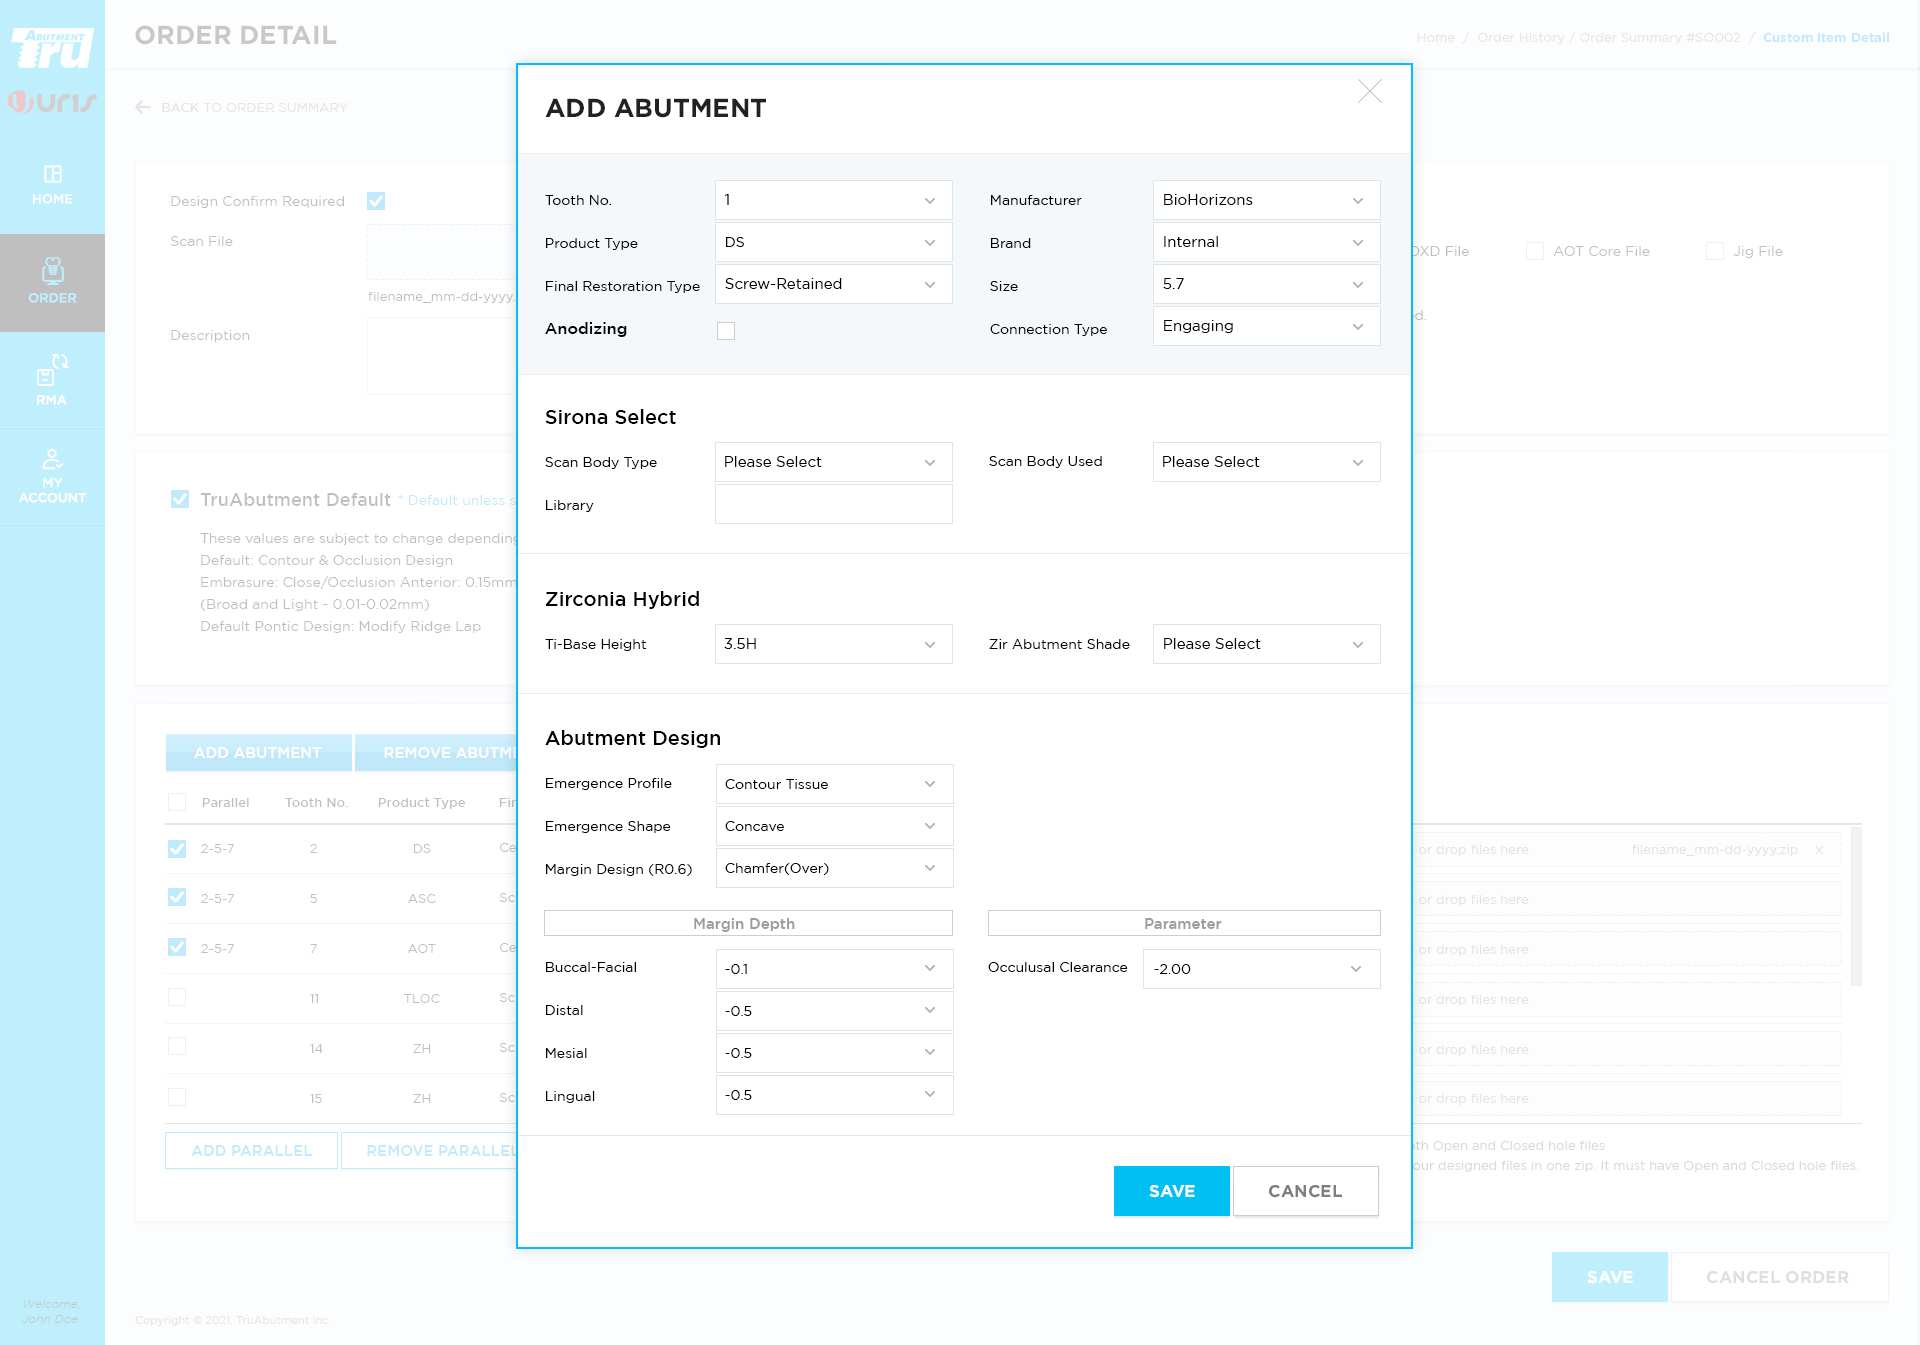 ABUTMENT
Tru
uris
HOME
ORDER
RMA
MY
ACCOUNT
Welcome,
John Doe
ORDER DETAIL
Home / Order History / Order Summary #SO002 / Custom Item Detail
BACK TO ORDER SUMMARY
Design Confirm Required
Scan File
filename_mm-dd-yyyy.
Description
DXD File
AOT Core File
Jig File
d.
TruAbutment Default * Default unless s
These values are subject to change depending
Default: Contour & Occlusion Design
Embrasure: Close/Occlusion Anterior: 0.15mm
(Broad and Light - 0.01-0.02mm)
Default Pontic Design: Modify Ridge Lap
ADD ABUTMENT
REMOVE ABUTME
Parallel Tooth No. Product Type Fin
2-5-7 2 DS Ce
or drop files here filename_mm-dd-yyyy.zip X
2-5-7 5 ASC Sc
or drop files here
2-5-7 7 AOT Ce
or drop files here
11 TLOC Sc
or drop files here
14 ZH Sc
or drop files here
15 ZH Sc
or drop files here
ADD PARALLEL
REMOVE PARALLEL
th Open and Closed hole files
our designed files in one zip. It must have Open and Closed hole files.
SAVE
CANCEL ORDER
Copyright © 2021, TruAbutment Inc.
ADD ABUTMENT
Tooth No. 1
Manufacturer BioHorizons
Product Type DS
Brand Internal
Final Restoration Type Screw-Retained
Size 5.7
Anodizing
Connection Type Engaging
Sirona Select
Scan Body Type Please Select
Scan Body Used Please Select
Library
Zirconia Hybrid
Ti-Base Height 3.5H
Zir Abutment Shade Please Select
Abutment Design
Emergence Profile Contour Tissue
Emergence Shape Concave
Margin Design (R0.6) Chamfer(Over)
Margin Depth
Parameter
Buccal-Facial -0.1
Occulusal Clearance -2.00
Distal -0.5
Mesial -0.5
Lingual -0.5
SAVE
CANCEL